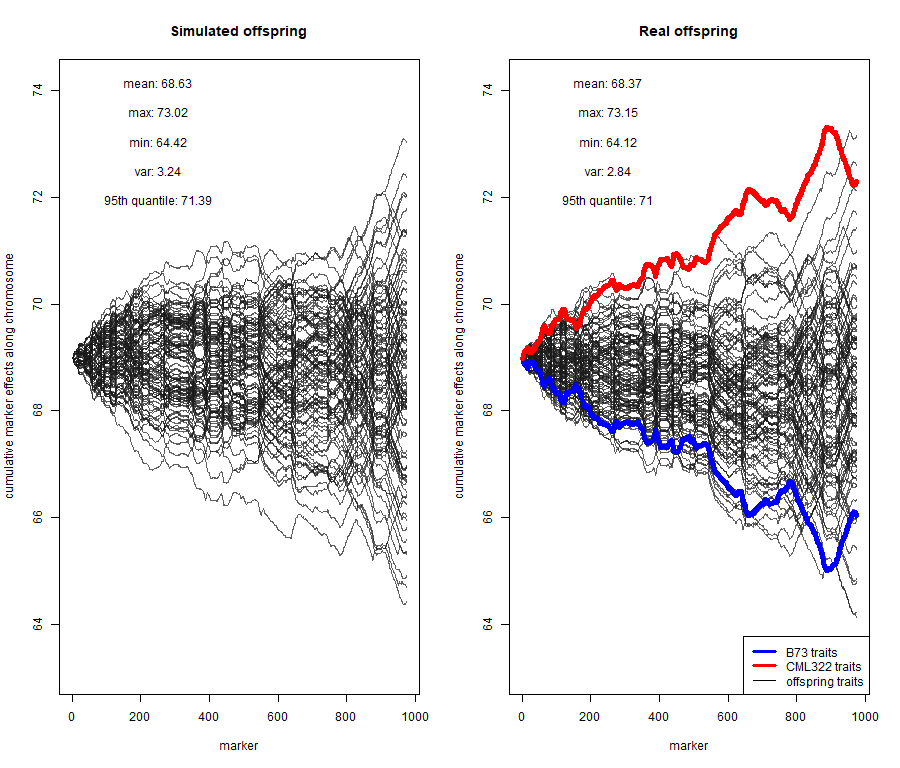 Simulated offspring
mean: 68.63
max: 73.02
min: 64.42
var: 3.24
95th quantile: 71.39
cumulative marker effects along chromosome
74
72
70
68
66
64
0 200 400 600 800 1000
marker
Real offspring
mean: 68.37
max: 73.15
min: 64.12
var: 2.84
95th quantile: 71
cumulative marker effects along chromosome
74
72
70
68
66
64
B73 traits
CML322 traits
offspring traits
0 200 400 600 800 1000
marker